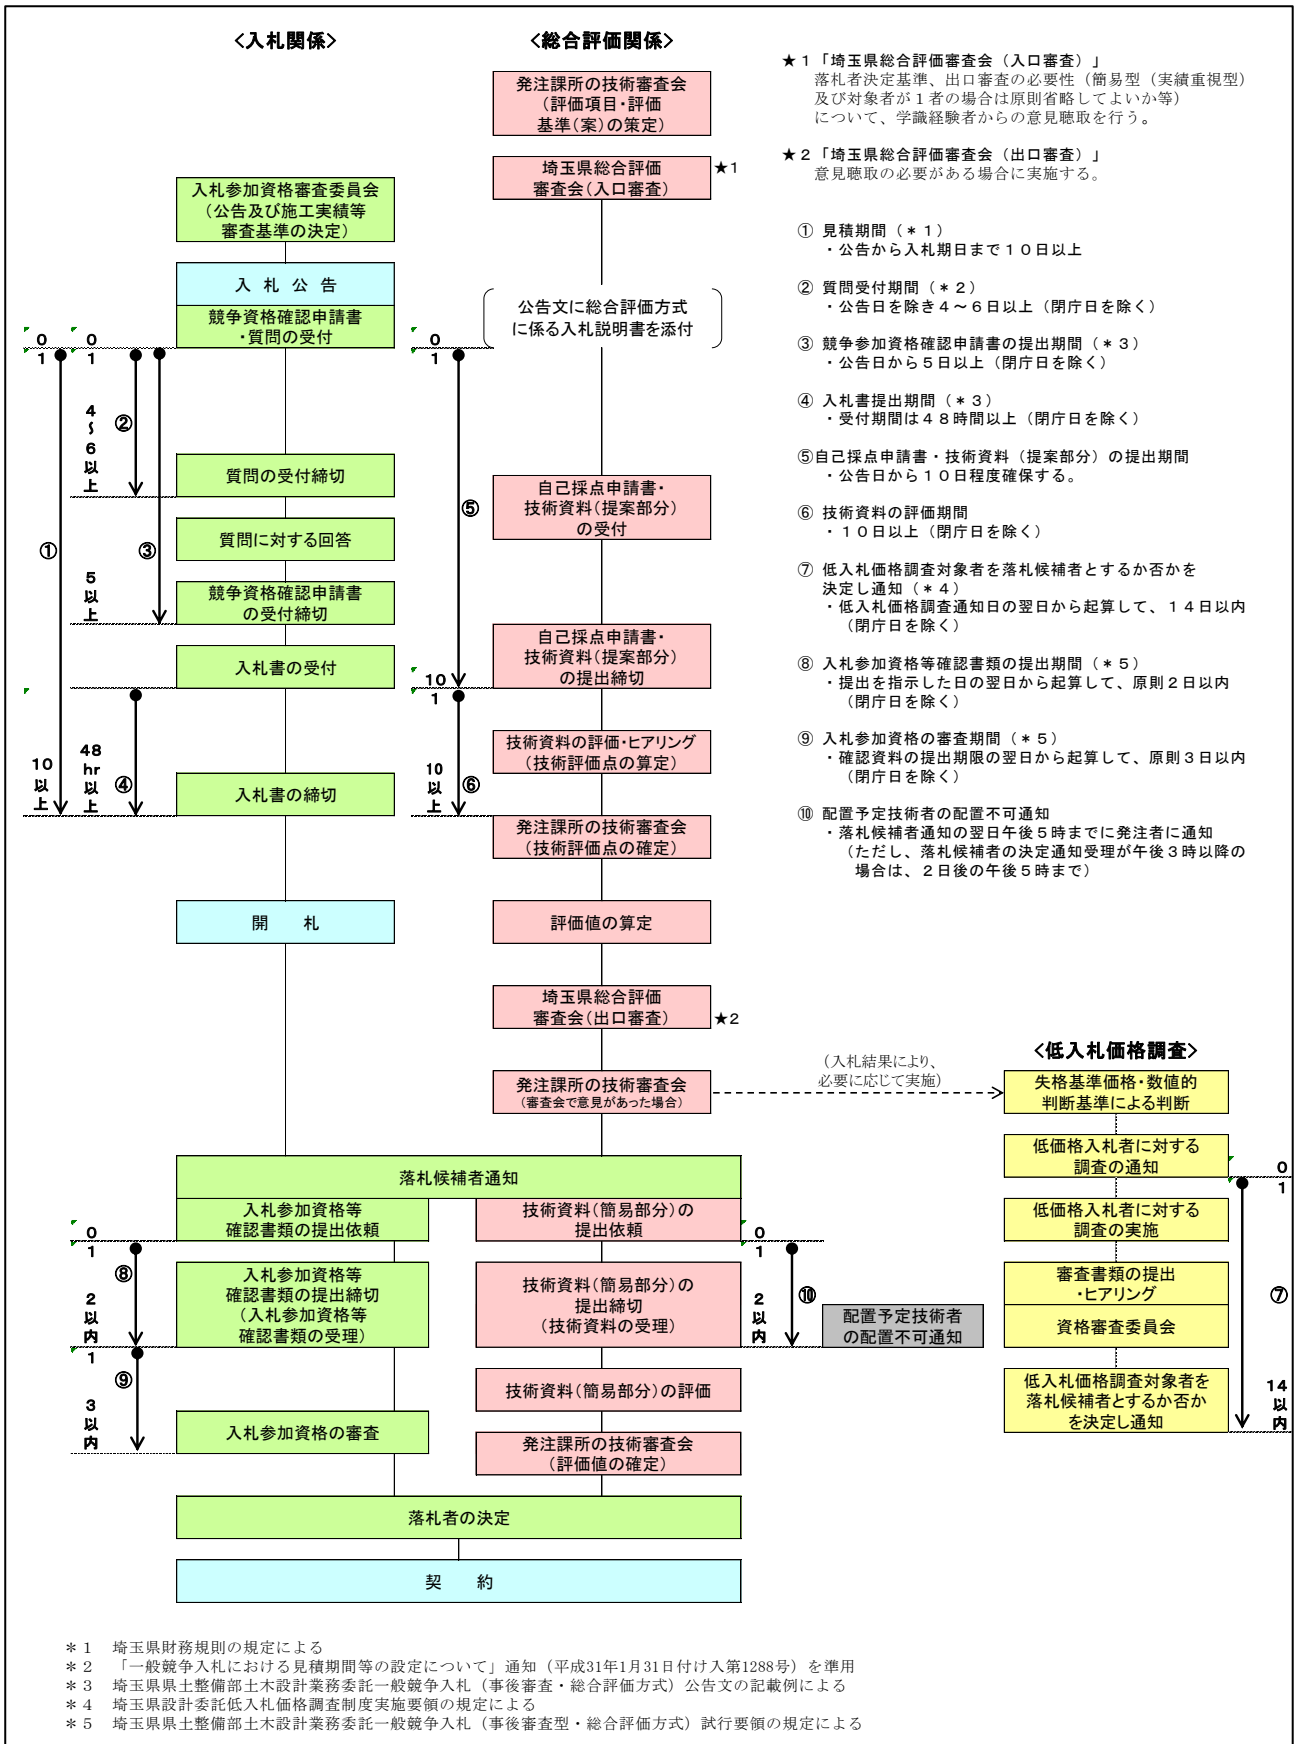 <入札関係>
<総合評価関係>
発注課所の技術審査会
(評価項目・評価
基準(案)の策定)
埼玉県総合評価
審査会(入口審査)
★1
入札参加資格審査委員会
(公告及び施工実績等
審査基準の決定)
入 札 公 告
競争資格確認申請書
・質問の受付
公告文に総合評価方式
に係る入札説明書を添付
0
1
0
1
0
1
4
〜
6
以
上
②
①
③
⑤
質問の受付締切
質問に対する回答
5
以
上
競争資格確認申請書
の受付締切
入札書の受付
自己採点申請書・
技術資料(提案部分)
の受付
自己採点申請書・
技術資料(提案部分)
の提出締切
10
1
技術資料の評価・ヒアリング
(技術評価点の算定)
10
以
上
48
hr
以
上
④
10
以
上
⑥
入札書の締切
発注課所の技術審査会
(技術評価点の確定)
開 札
評価値の算定
埼玉県総合評価
審査会(出口審査)
★2
発注課所の技術審査会
(審査会で意見があった場合)
(入札結果により、
必要に応じて実施)
<低入札価格調査>
失格基準価格・数値的
判断基準による判断
低価格入札者に対する
調査の通知
0
1
低価格入札者に対する
調査の実施
審査書類の提出
・ヒアリング
資格審査委員会
⑦
低入札価格調査対象者を
落札候補者とするか否か
を決定し通知
14
以
内
落札候補者通知
入札参加資格等
確認書類の提出依頼
技術資料(簡易部分)の
提出依頼
0
1
0
1
⑧
2
以
内
入札参加資格等
確認書類の提出締切
(入札参加資格等
確認書類の受理)
技術資料(簡易部分)の
提出締切
(技術資料の受理)
2
以
内
⑩
配置予定技術者
の配置不可通知
1
⑨
3
以
内
技術資料(簡易部分)の評価
入札参加資格の審査
発注課所の技術審査会
(評価値の確定)
落札者の決定
契 約
★1「埼玉県総合評価審査会(入口審査)」
落札者決定基準、出口審査の必要性(簡易型(実績重視型)
及び対象者が1者の場合は原則省略してよいか等)
について、学識経験者からの意見聴取を行う。
★2「埼玉県総合評価審査会(出口審査)」
意見聴取の必要がある場合に実施する。
① 見積期間(*1)
・公告から入札期日まで10日以上
② 質問受付期間(*2)
・公告日を除き4~6日以上(閉庁日を除く)
③ 競争参加資格確認申請書の提出期間(*3)
・公告日から5日以上(閉庁日を除く)
④ 入札書提出期間(*3)
・受付期間は48時間以上(閉庁日を除く)
⑤自己採点申請書・技術資料(提案部分)の提出期間
・公告日から10日程度確保する。
⑥ 技術資料の評価期間
・10日以上(閉庁日を除く)
⑦ 低入札価格調査対象者を落札候補者とするか否かを
決定し通知(*4)
・低入札価格調査通知日の翌日から起算して、14日以内
(閉庁日を除く)
⑧ 入札参加資格等確認書類の提出期間(*5)
・提出を指示した日の翌日から起算して、原則2日以内
(閉庁日を除く)
⑨ 入札参加資格の審査期間(*5)
・確認資料の提出期限の翌日から起算して、原則3日以内
(閉庁日を除く)
⑩ 配置予定技術者の配置不可通知
・落札候補者通知の翌日午後5時までに発注者に通知
(ただし、落札候補者の決定通知受理が午後3時以降の
場合は、2日後の午後5時まで)
*1 埼玉県財務規則の規定による
*2 「一般競争入札における見積期間等の設定について」通知(平成31年1月31日付け入第1288号)を準用
*3 埼玉県県土整備部土木設計業務委託一般競争入札(事後審査・総合評価方式)公告文の記載例による
*4 埼玉県設計委託低入札価格調査制度実施要領の規定による
*5 埼玉県県土整備部土木設計業務委託一般競争入札(事後審査型・総合評価方式)試行要領の規定による